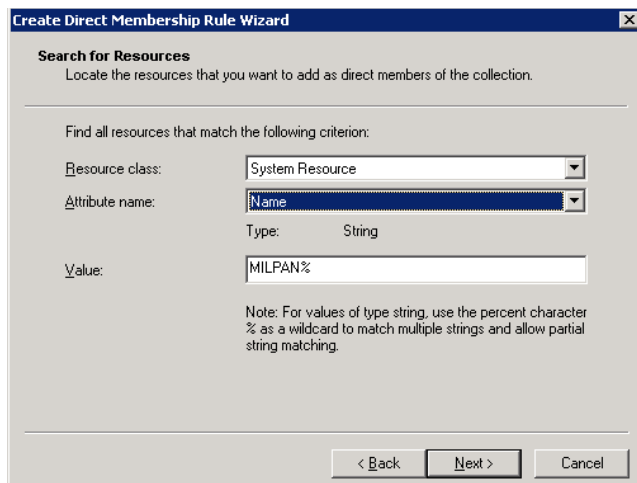 Create Direct Membership Rule Wizard
Search for Resources
Locate the resources that you want to add as direct members of the collection.
Find all resources that match the following criterion:
Resource class: System Resource
Attribute name: Name
Type: String
Value: MILPAN%
Note: For values of type string, use the percent character
% as a wildcard to match multiple strings and allow partial
string matching.
< Back Next > Cancel